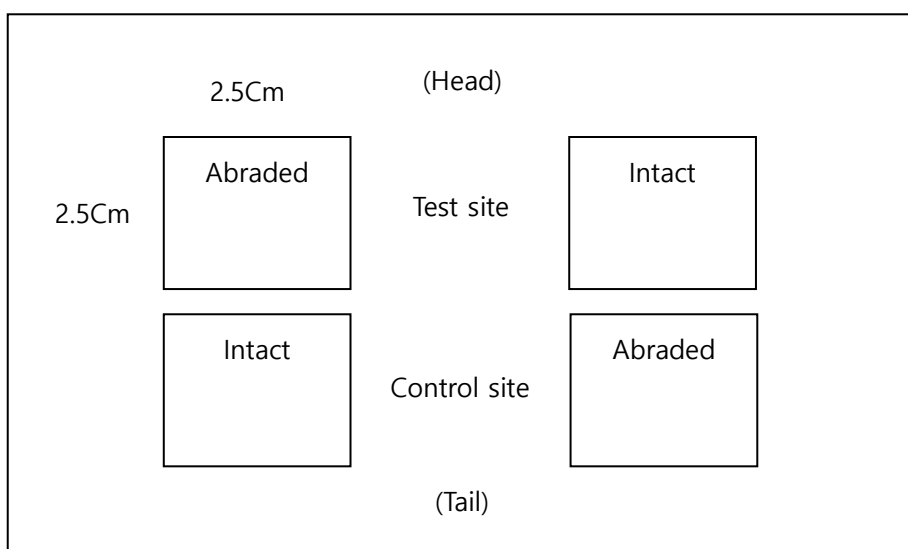 (Head)
2.5Cm
Abraded
Intact
2.5Cm
Test site
Intact
Abraded
Control site
(Tail)